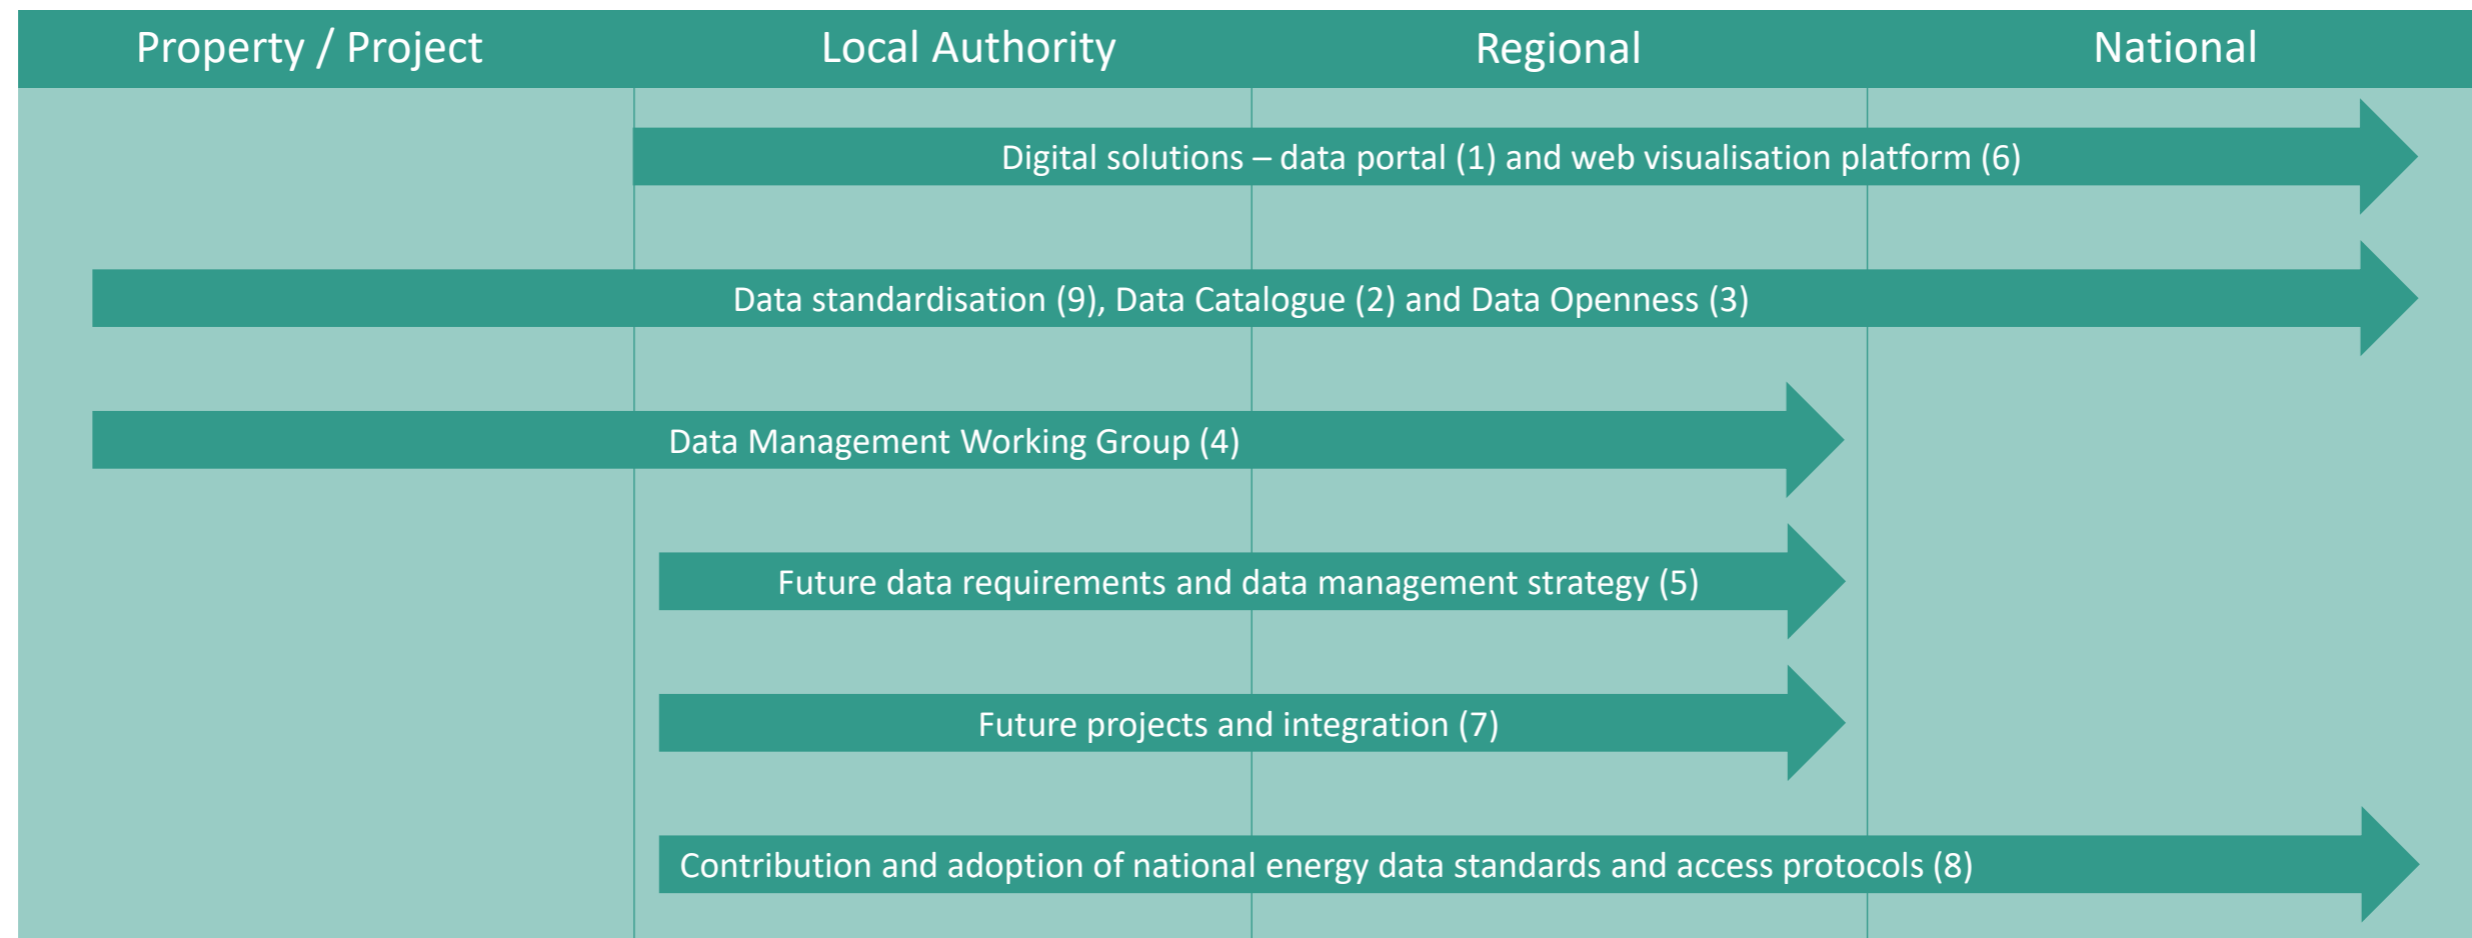 Property / Project
Local Authority
Regional
National
Digital solutions – data portal (1) and web visualisation platform (6)
Data standardisation (9), Data Catalogue (2) and Data Openness (3)
Data Management Working Group (4)
Future data requirements and data management strategy (5)
Future projects and integration (7)
Contribution and adoption of national energy data standards and access protocols (8)